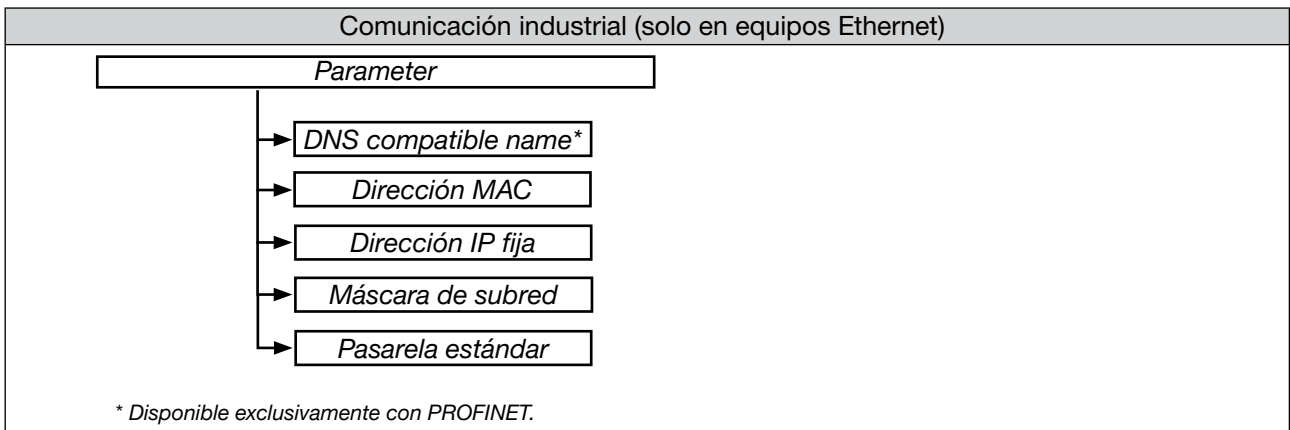 Comunicación industrial (solo en equipos Ethernet)
Parameter
DNS compatible name*
Dirección MAC
Dirección IP fija
Máscara de subred
Pasarela estándar
* Disponible exclusivamente con PROFINET.